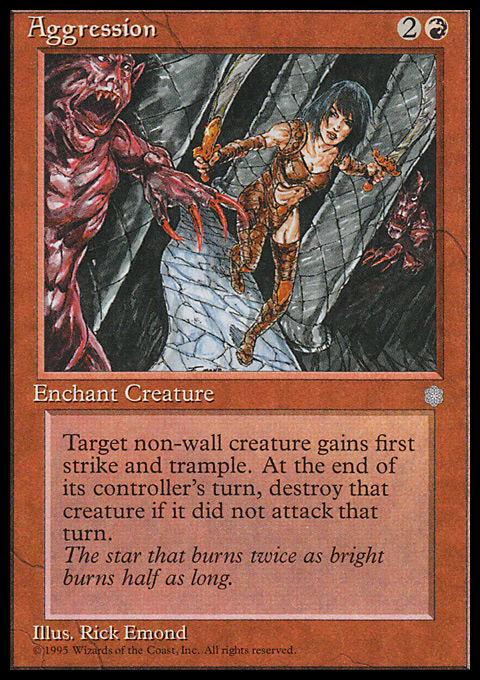 Aggression 2
Enchant Creature
Target non-wall creature gains first
strike and trample. At the end of
its controller's turn, destroy that
creature if it did not attack that
turn.
The star that burns twice as bright
burns half as long.
Illus. Rick Emond
©1995 Wizards of the Coast, Inc. All rights reserved.